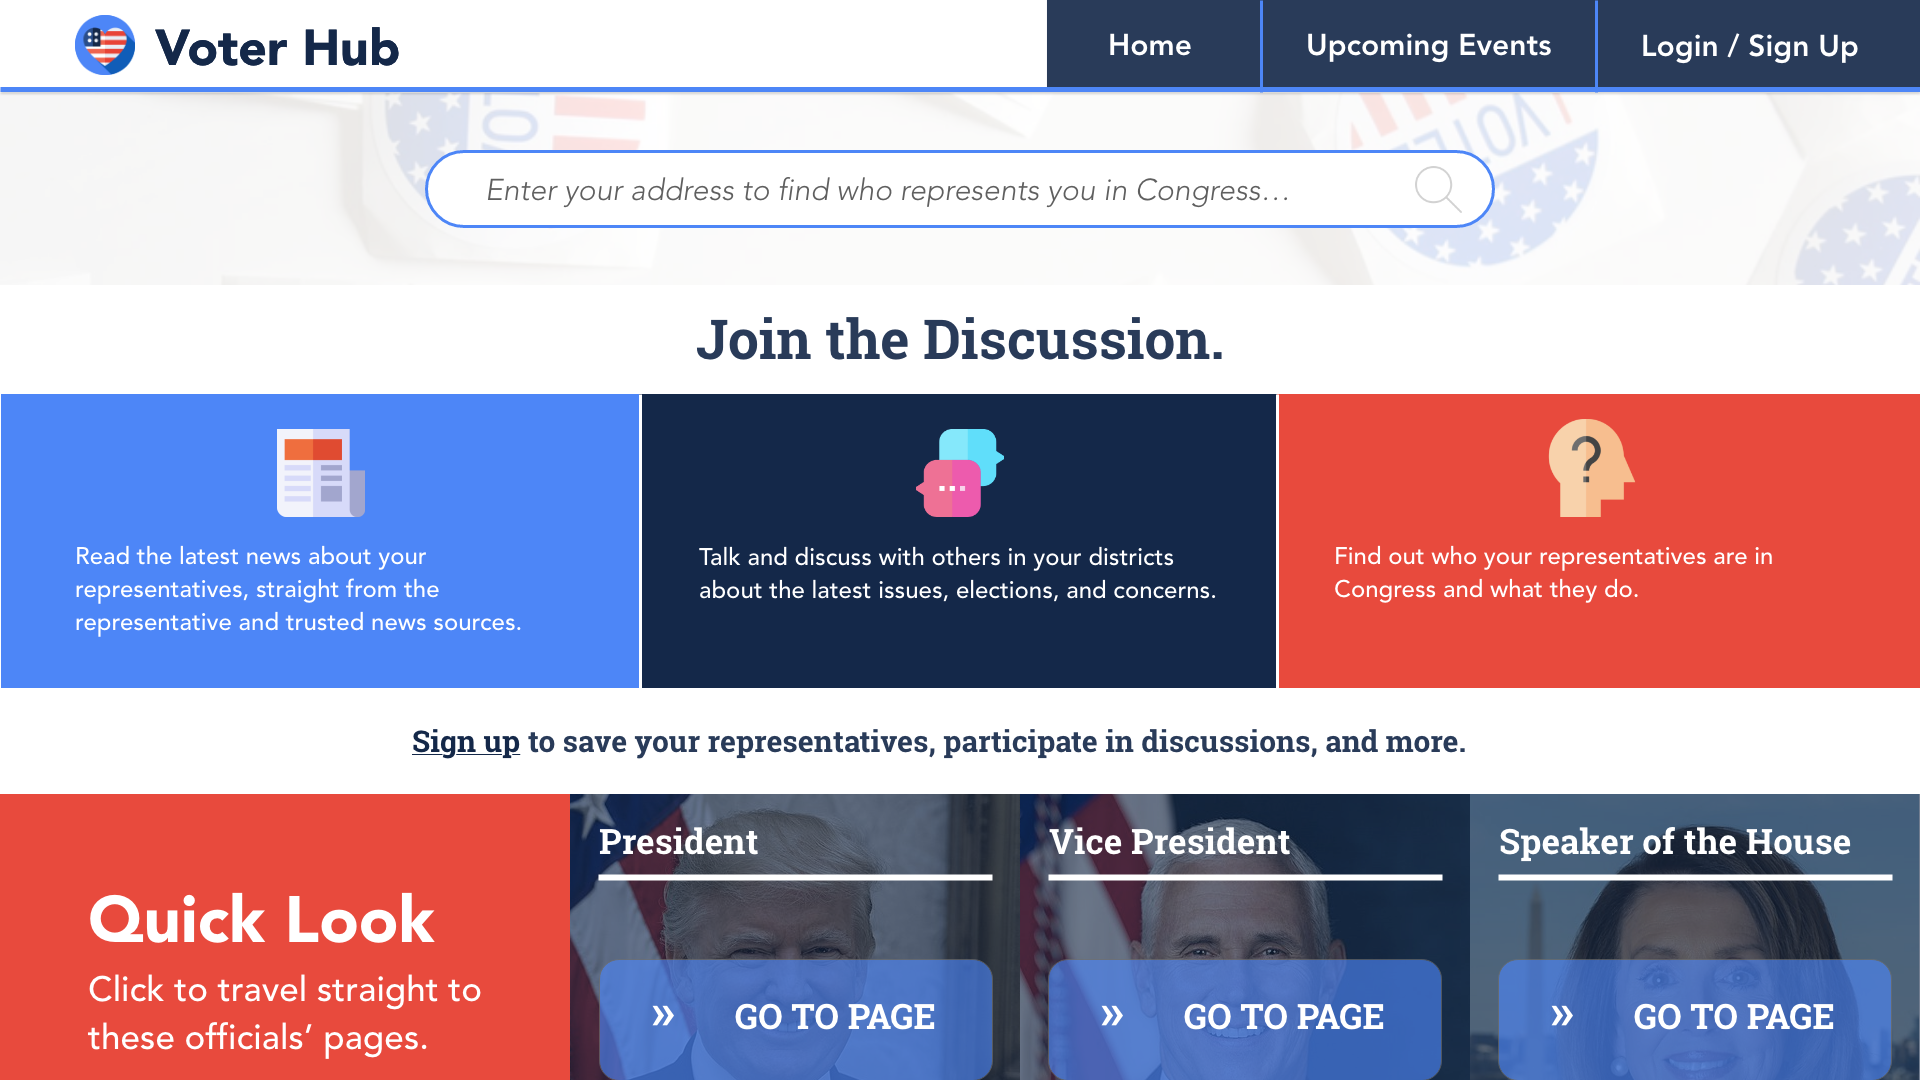 Voter Hub
Home
Upcoming Events
Login / Sign Up
VOTE
Enter your address to find who represents you in Congress...
Join the Discussion.
Read the latest news about your
representatives, straight from the
representative and trusted news sources.
Talk and discuss with others in your districts
about the latest issues, elections, and concerns.
?
Find out who your representatives are in
Congress and what they do.
Sign up to save your representatives, participate in discussions, and more.
Quick Look
Click to travel straight to
these officials’ pages.
President
» GO TO PAGE
Vice President
» GO TO PAGE
Speaker of the House
» GO TO PAGE